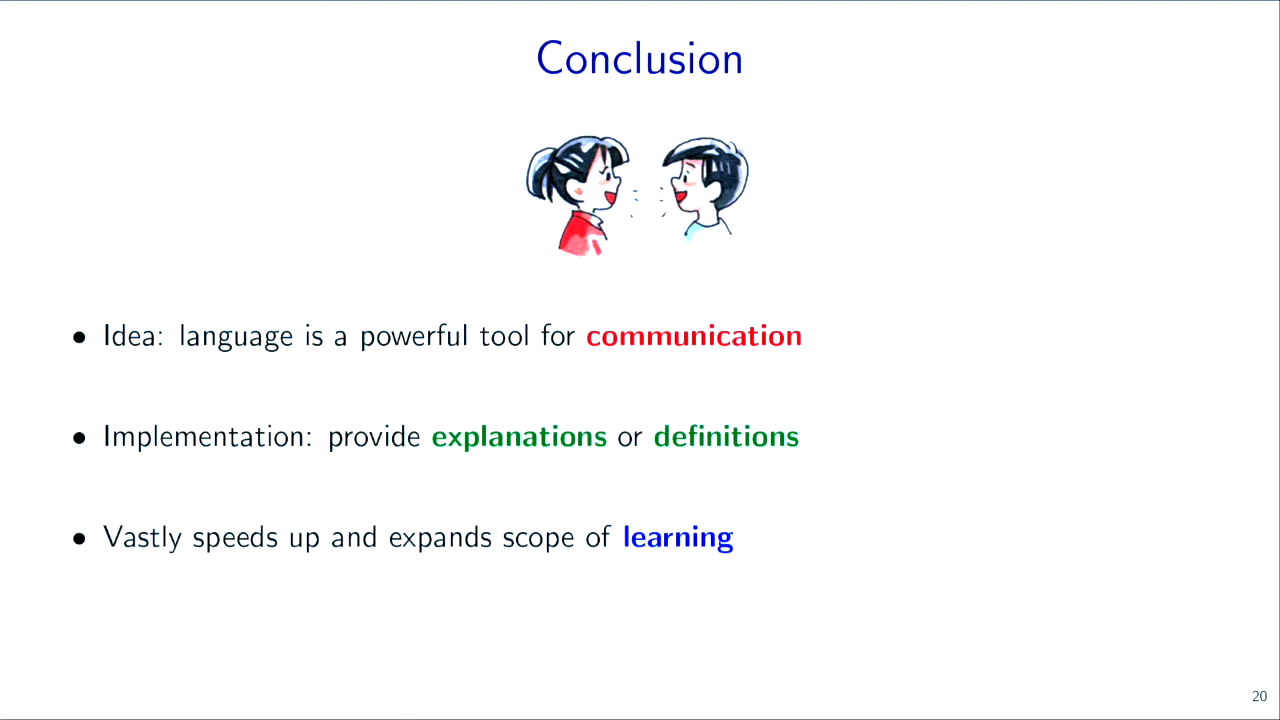 Conclusion
• Idea: language is a powerful tool for communication
• Implementation: provide explanations or definitions
• Vastly speeds up and expands scope of learning
20